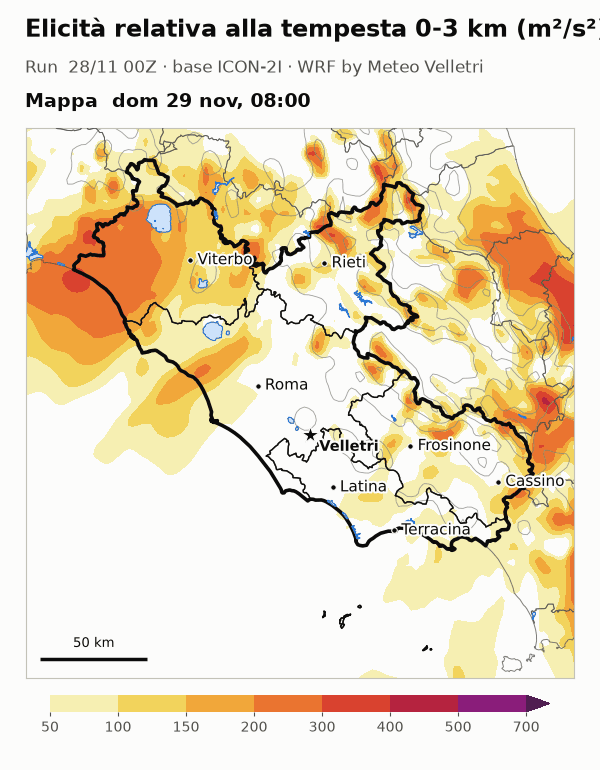 Elicità relativa alla tempesta 0-3 km (m²/s²)
Run 28/11 00Z · base ICON-2I · WRF by Meteo Velletri
Mappa dom 29 nov, 08:00
Viterbo
Rieti
Roma
Velletri
Frosinone
Latina
Cassino
Terracina
50 km
50 100 150 200 300 400 500 700